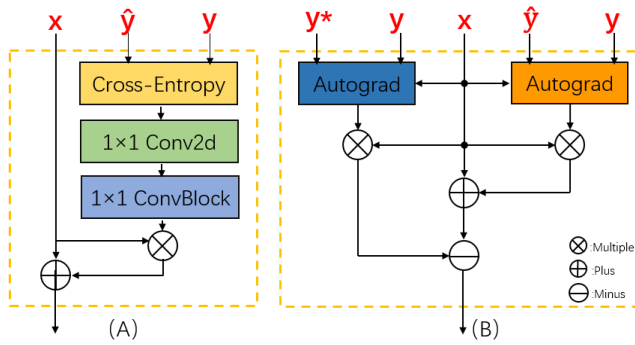 x ŷ y
Cross-Entropy
1×1 Conv2d
1×1 ConvBlock
(A)
y* y x ŷ y
Autograd Autograd
:Multiple
:Plus
:Minus
(B)